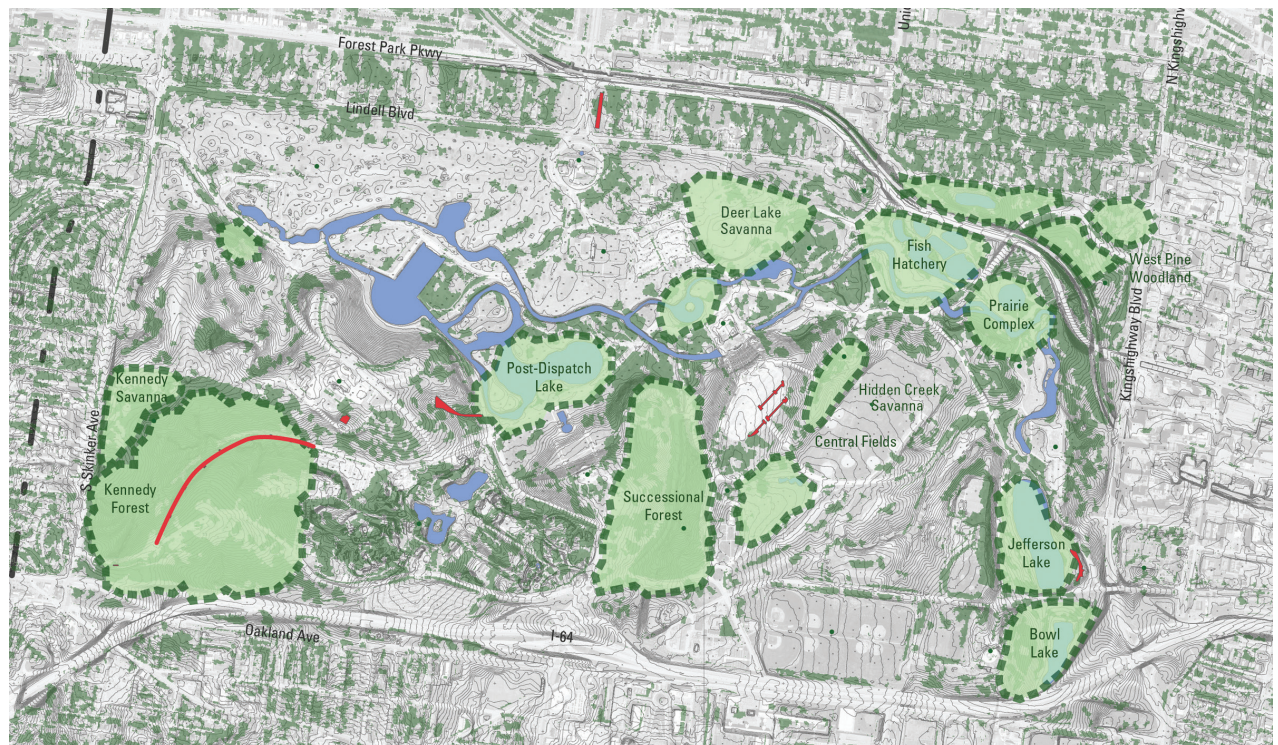 Forest Park Pkwy
Lindell Blvd
N Kingshighw
Deer Lake
Savanna
Fish
Hatchery
West Pine
Woodland
Prairie
Complex
Kingshighway Blvd
Post-Dispatch
Lake
Kennedy
Savanna
Hidden Creek
Savanna
Central Fields
S Skinker Ave
Kennedy
Forest
Successional
Forest
Jefferson
Lake
Oakland Ave
I-64
Bowl
Lake